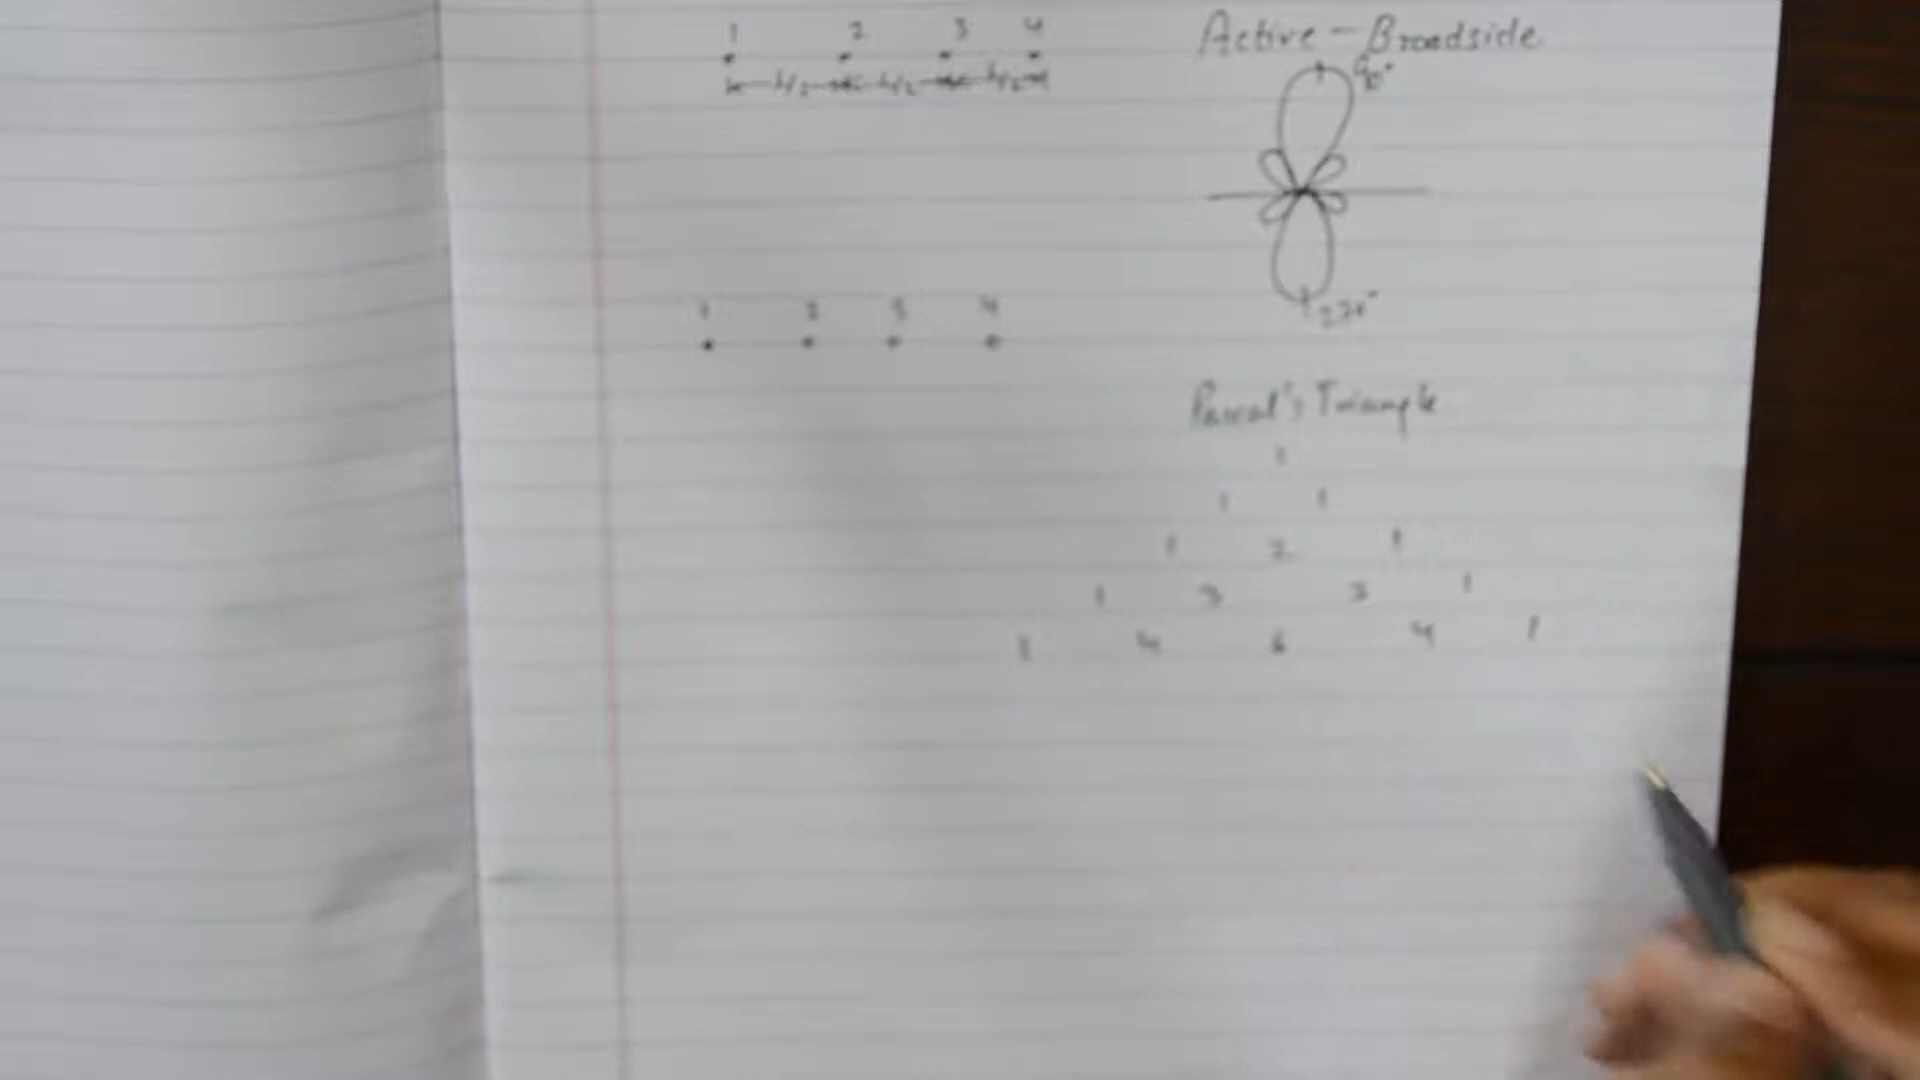 1 2 3 4
λ/2 λ/2 λ/2
Active - Broadside
90°
270°
1 2 3 4
Pascal's Triangle
1
1 1
1 2 1
1 3 3 1
1 4 6 4 1